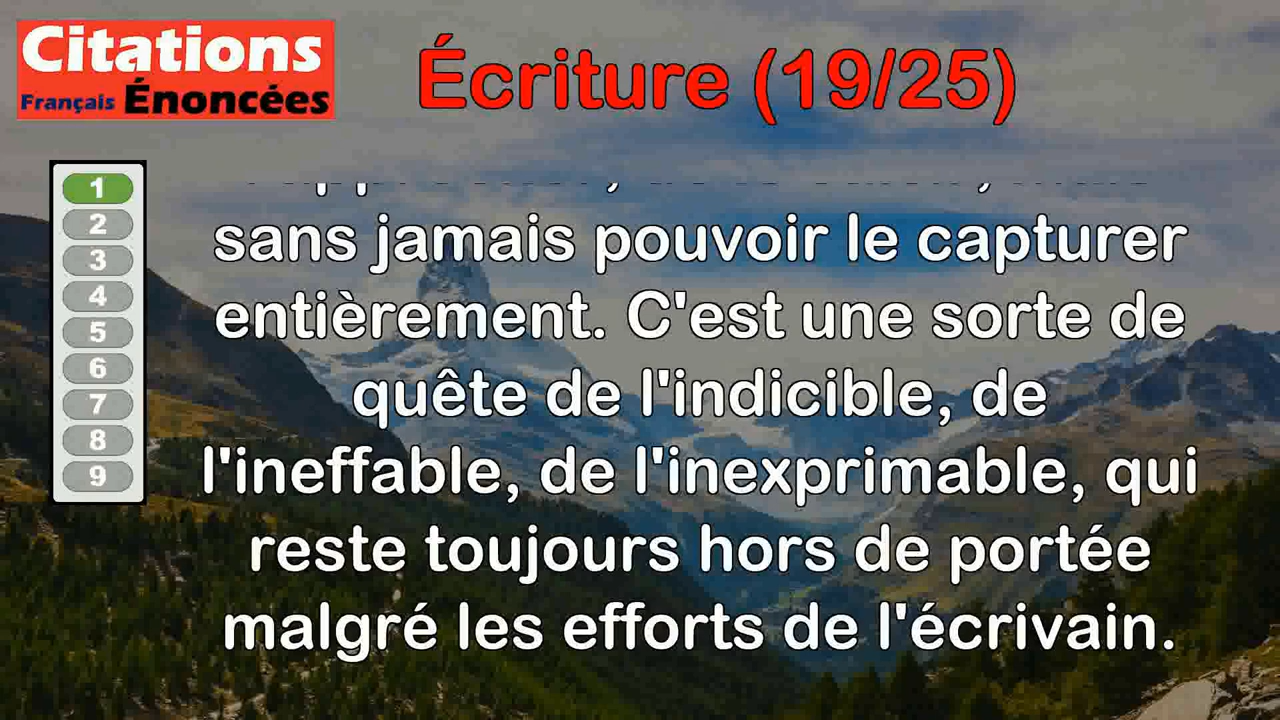 Citations
Français Énoncées
Écriture (19/25)
1
2
3
4
5
6
7
8
9
sans jamais pouvoir le capturer
entièrement. C'est une sorte de
quête de l'indicible, de
l'ineffable, de l'inexprimable, qui
reste toujours hors de portée
malgré les efforts de l'écrivain.